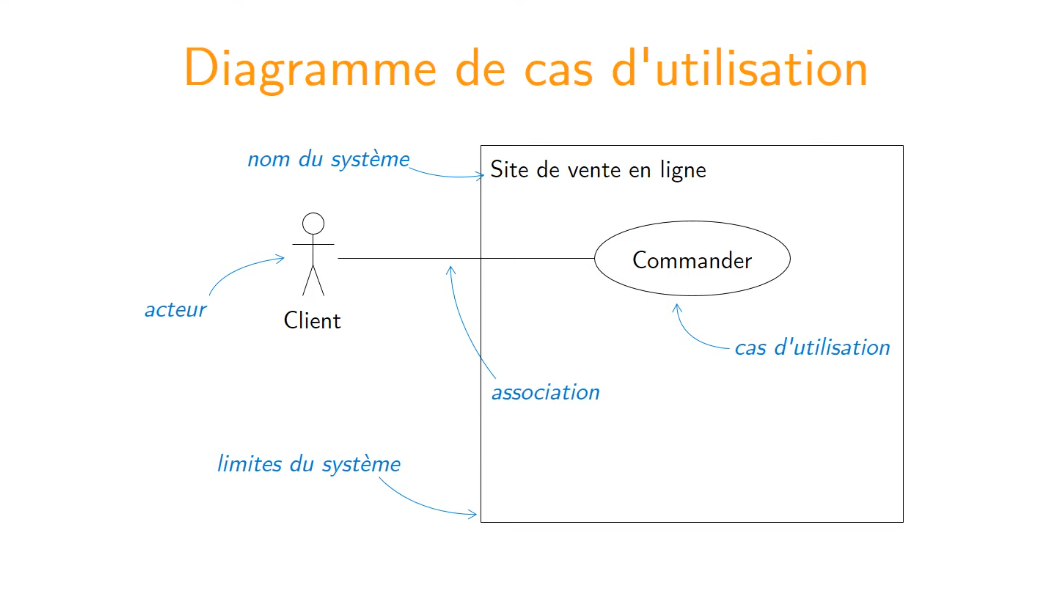 Diagramme de cas d'utilisation
nom du système
Site de vente en ligne
Commander
acteur
Client
cas d'utilisation
association
limites du système